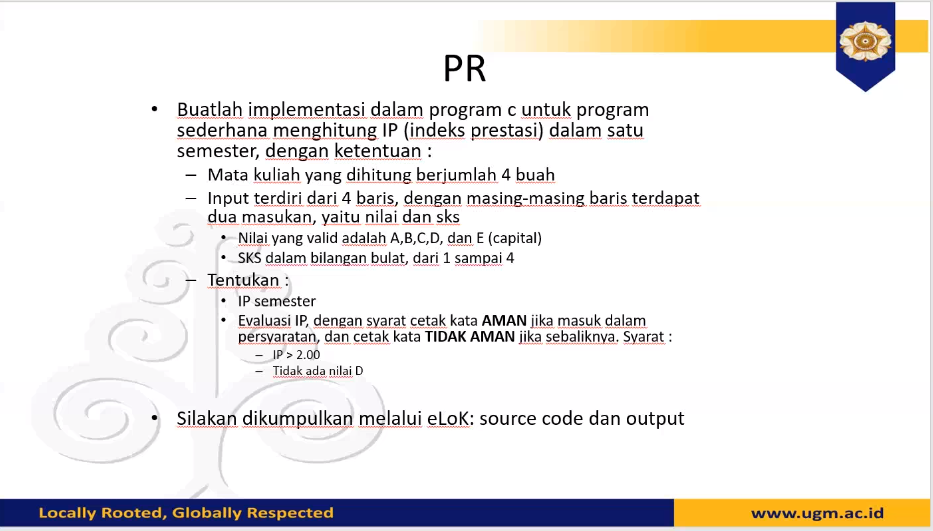 PR
• Buatlah implementasi dalam program c untuk program
sederhana menghitung IP (indeks prestasi) dalam satu
semester, dengan ketentuan :
– Mata kuliah yang dihitung berjumlah 4 buah
– Input terdiri dari 4 baris, dengan masing-masing baris terdapat
dua masukan, yaitu nilai dan sks
• Nilai yang valid adalah A,B,C,D, dan E (capital)
• SKS dalam bilangan bulat, dari 1 sampai 4
– Tentukan :
• IP semester
• Evaluasi IP, dengan syarat cetak kata AMAN jika masuk dalam
persyaratan, dan cetak kata TIDAK AMAN jika sebaliknya. Syarat :
– IP > 2.00
– Tidak ada nilai D
• Silakan dikumpulkan melalui eLoK: source code dan output
Locally Rooted, Globally Respected
www.ugm.ac.id